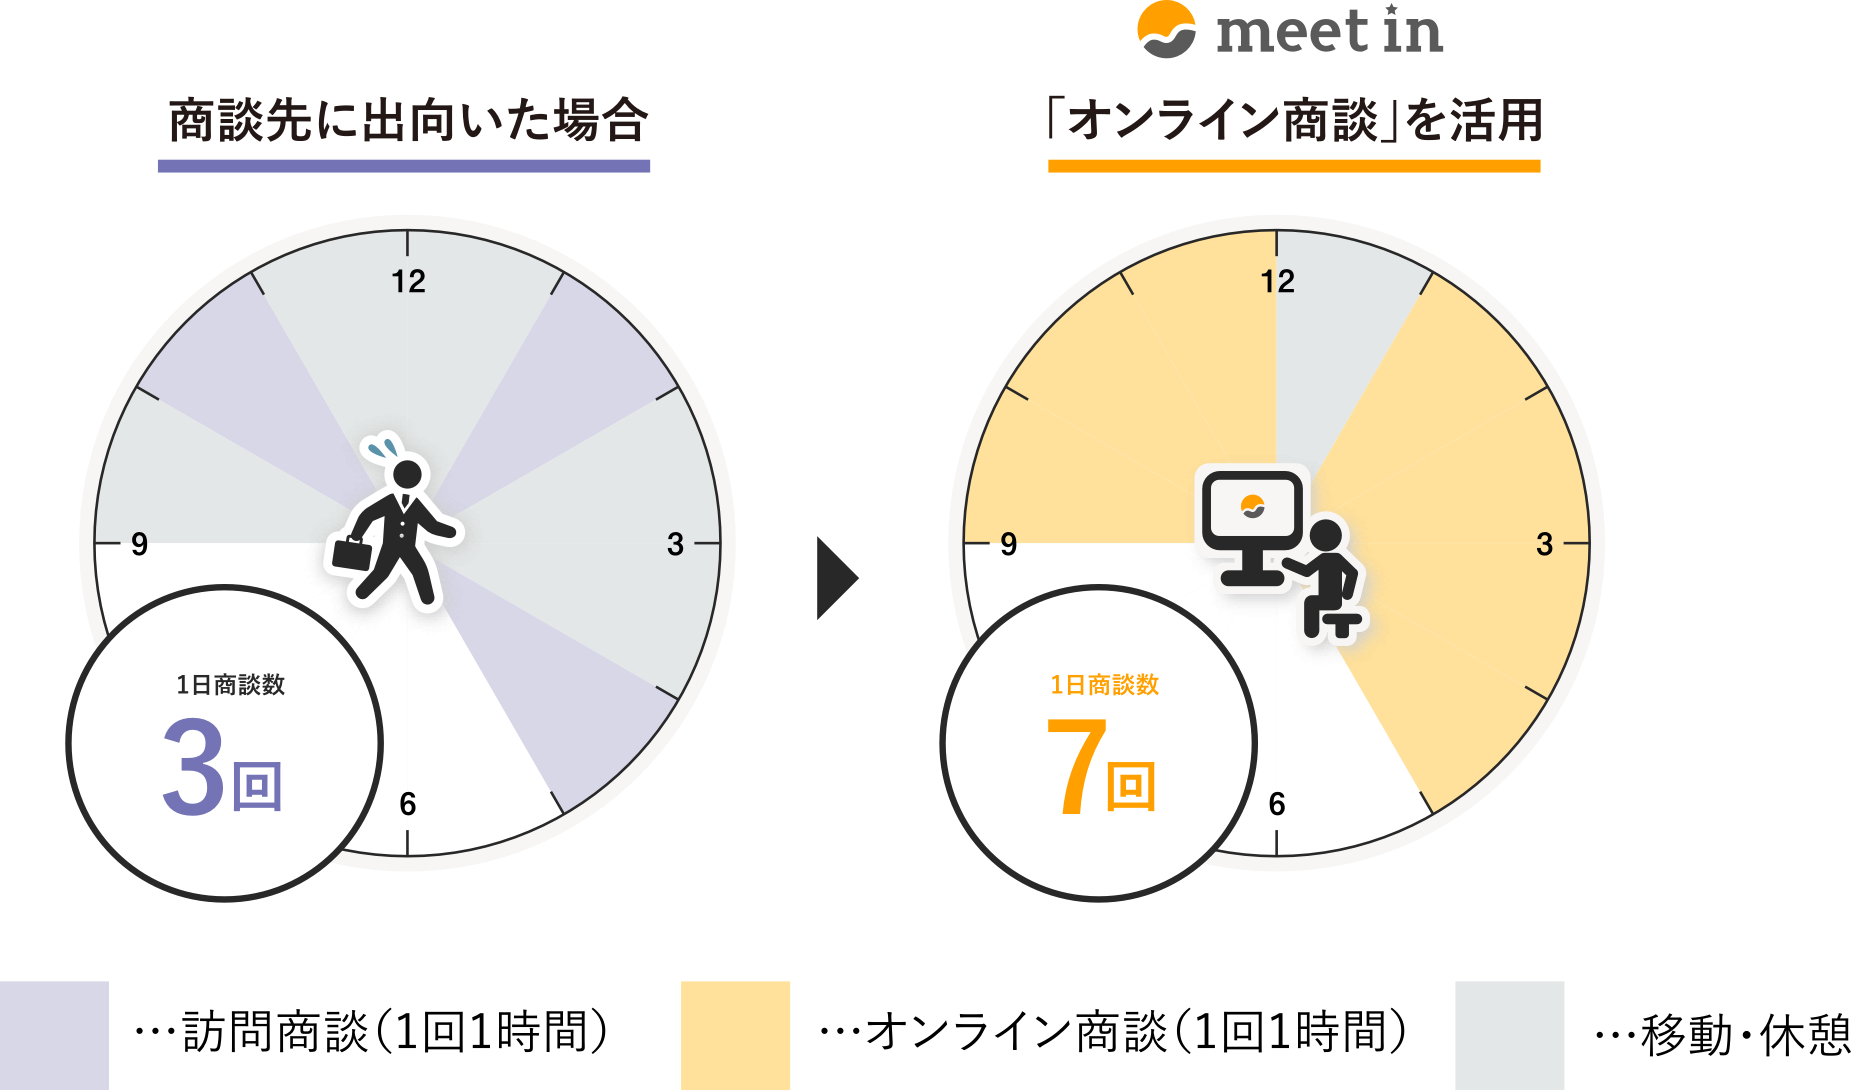 meet in
商談先に出向いた場合
「オンライン商談」を活用
12
3
6
9
1日商談数
3回
12
3
6
9
1日商談数
7回
…訪問商談(1回1時間)
…オンライン商談(1回1時間)
…移動・休憩